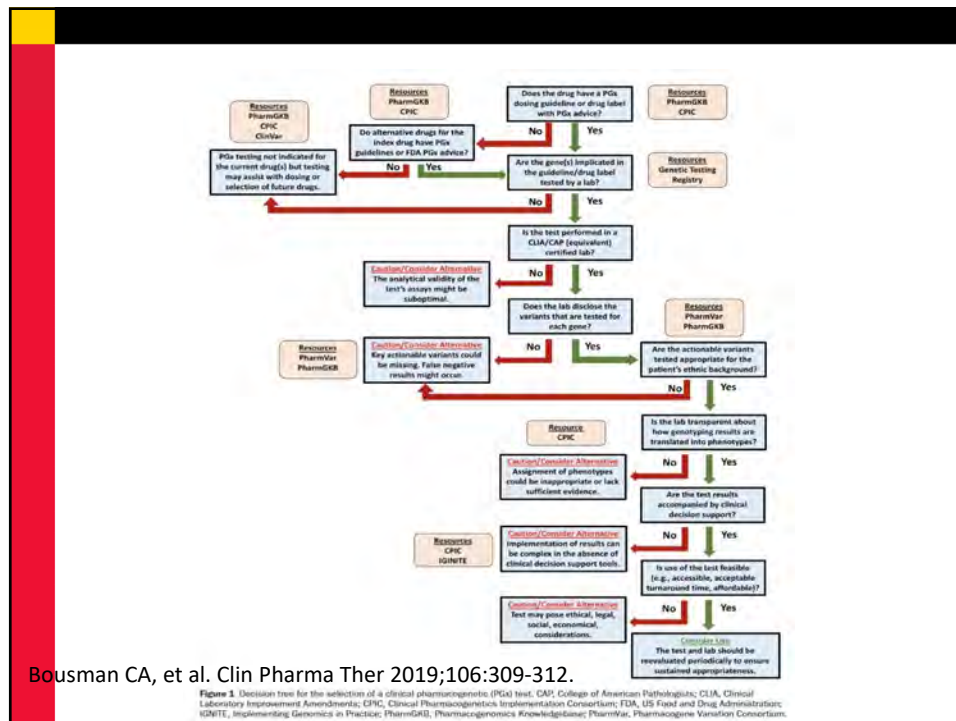 Resources
PharmGKB
CPIC
ClinVar
Resources
PharmGKB
CPIC
Does the drug have a PGx
dosing guideline or drug label
with PGx advice?
Resources
PharmGKB
CPIC
No
Yes
Do alternative drugs for the
index drug have PGx
guidelines or FDA PGx advice?
PGx testing not indicated for
the current drug(s) but testing
may assist with dosing or
selection of future drugs.
No
Yes
Are the gene(s) implicated in
the guideline/drug label
tested by a lab?
Resources
Genetic Testing
Registry
No
Yes
Is the test performed in a
CLIA/CAP (equivalent)
certified lab?
No
Yes
Caution/Consider Alternative
The analytical validity of the
test's assays might be
suboptimal.
Does the lab disclose the
variants that are tested for
each gene?
Resources
PharmVar
PharmGKB
No
Yes
Resources
PharmVar
PharmGKB
Caution/Consider Alternative
Key actionable variants could
be missing. False negative
results might occur.
Are the actionable variants
tested appropriate for the
patient's ethnic background?
No
Yes
Is the lab transparent about
how genotyping results are
translated into phenotypes?
Resource
CPIC
No
Yes
Caution/Consider Alternative
Assignment of phenotypes
could be inappropriate or lack
sufficient evidence.
Are the test results
accompanied by clinical
decision support?
No
Yes
Resources
CPIC
IGINITE
Caution/Consider Alternative
Implementation of results can
be complex in the absence of
clinical decision support tools.
Is use of the test feasible
(e.g., accessible, acceptable
turnaround time, affordable)?
No
Yes
Caution/Consider Alternative
Test may pose ethical, legal,
social, economical,
considerations.
Consider Use
The test and lab should be
reevaluated periodically to ensure
sustained appropriateness.
Bousman CA, et al. Clin Pharma Ther 2019;106:309-312.
Figure 1 Decision tree for the selection of a clinical pharmacogenetic (PGx) test. CAP, College of American Pathologists; CLIA, Clinical
Laboratory Improvement Amendments; CPIC, Clinical Pharmacogenetics Implementation Consortium; FDA, US Food and Drug Administration;
IGNITE, Implementing Genomics in Practice; PharmGKB, Pharmacogenomics Knowledgebase; PharmVar, Pharmacogene Variation Consortium.